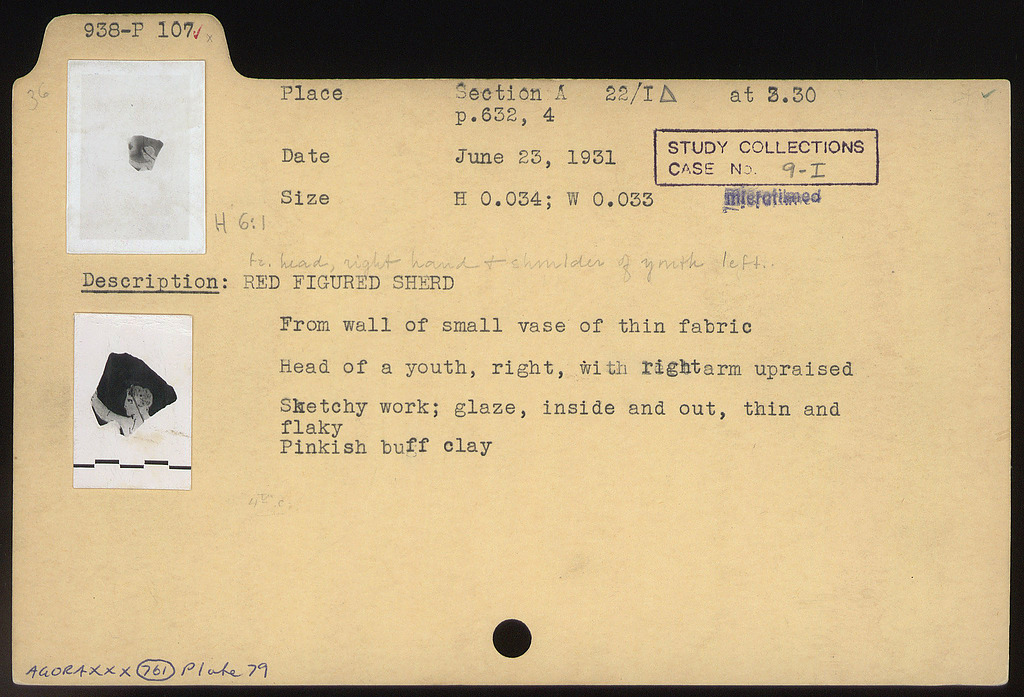 938-P 107 x
36
Place Section A 22/I Δ at 3.30
p.632, 4
Date June 23, 1931
STUDY COLLECTIONS
CASE No. 9-I
Size H 0.034; W 0.033
microfilmed
H 6:1
fr. head, right hand + shoulder of youth left.
Description: RED FIGURED SHERD
From wall of small vase of thin fabric
Head of a youth, right, with right arm upraised
Sketchy work; glaze, inside and out, thin and
flaky
Pinkish buff clay
4th c.
AGORA XXX 761 Plate 79